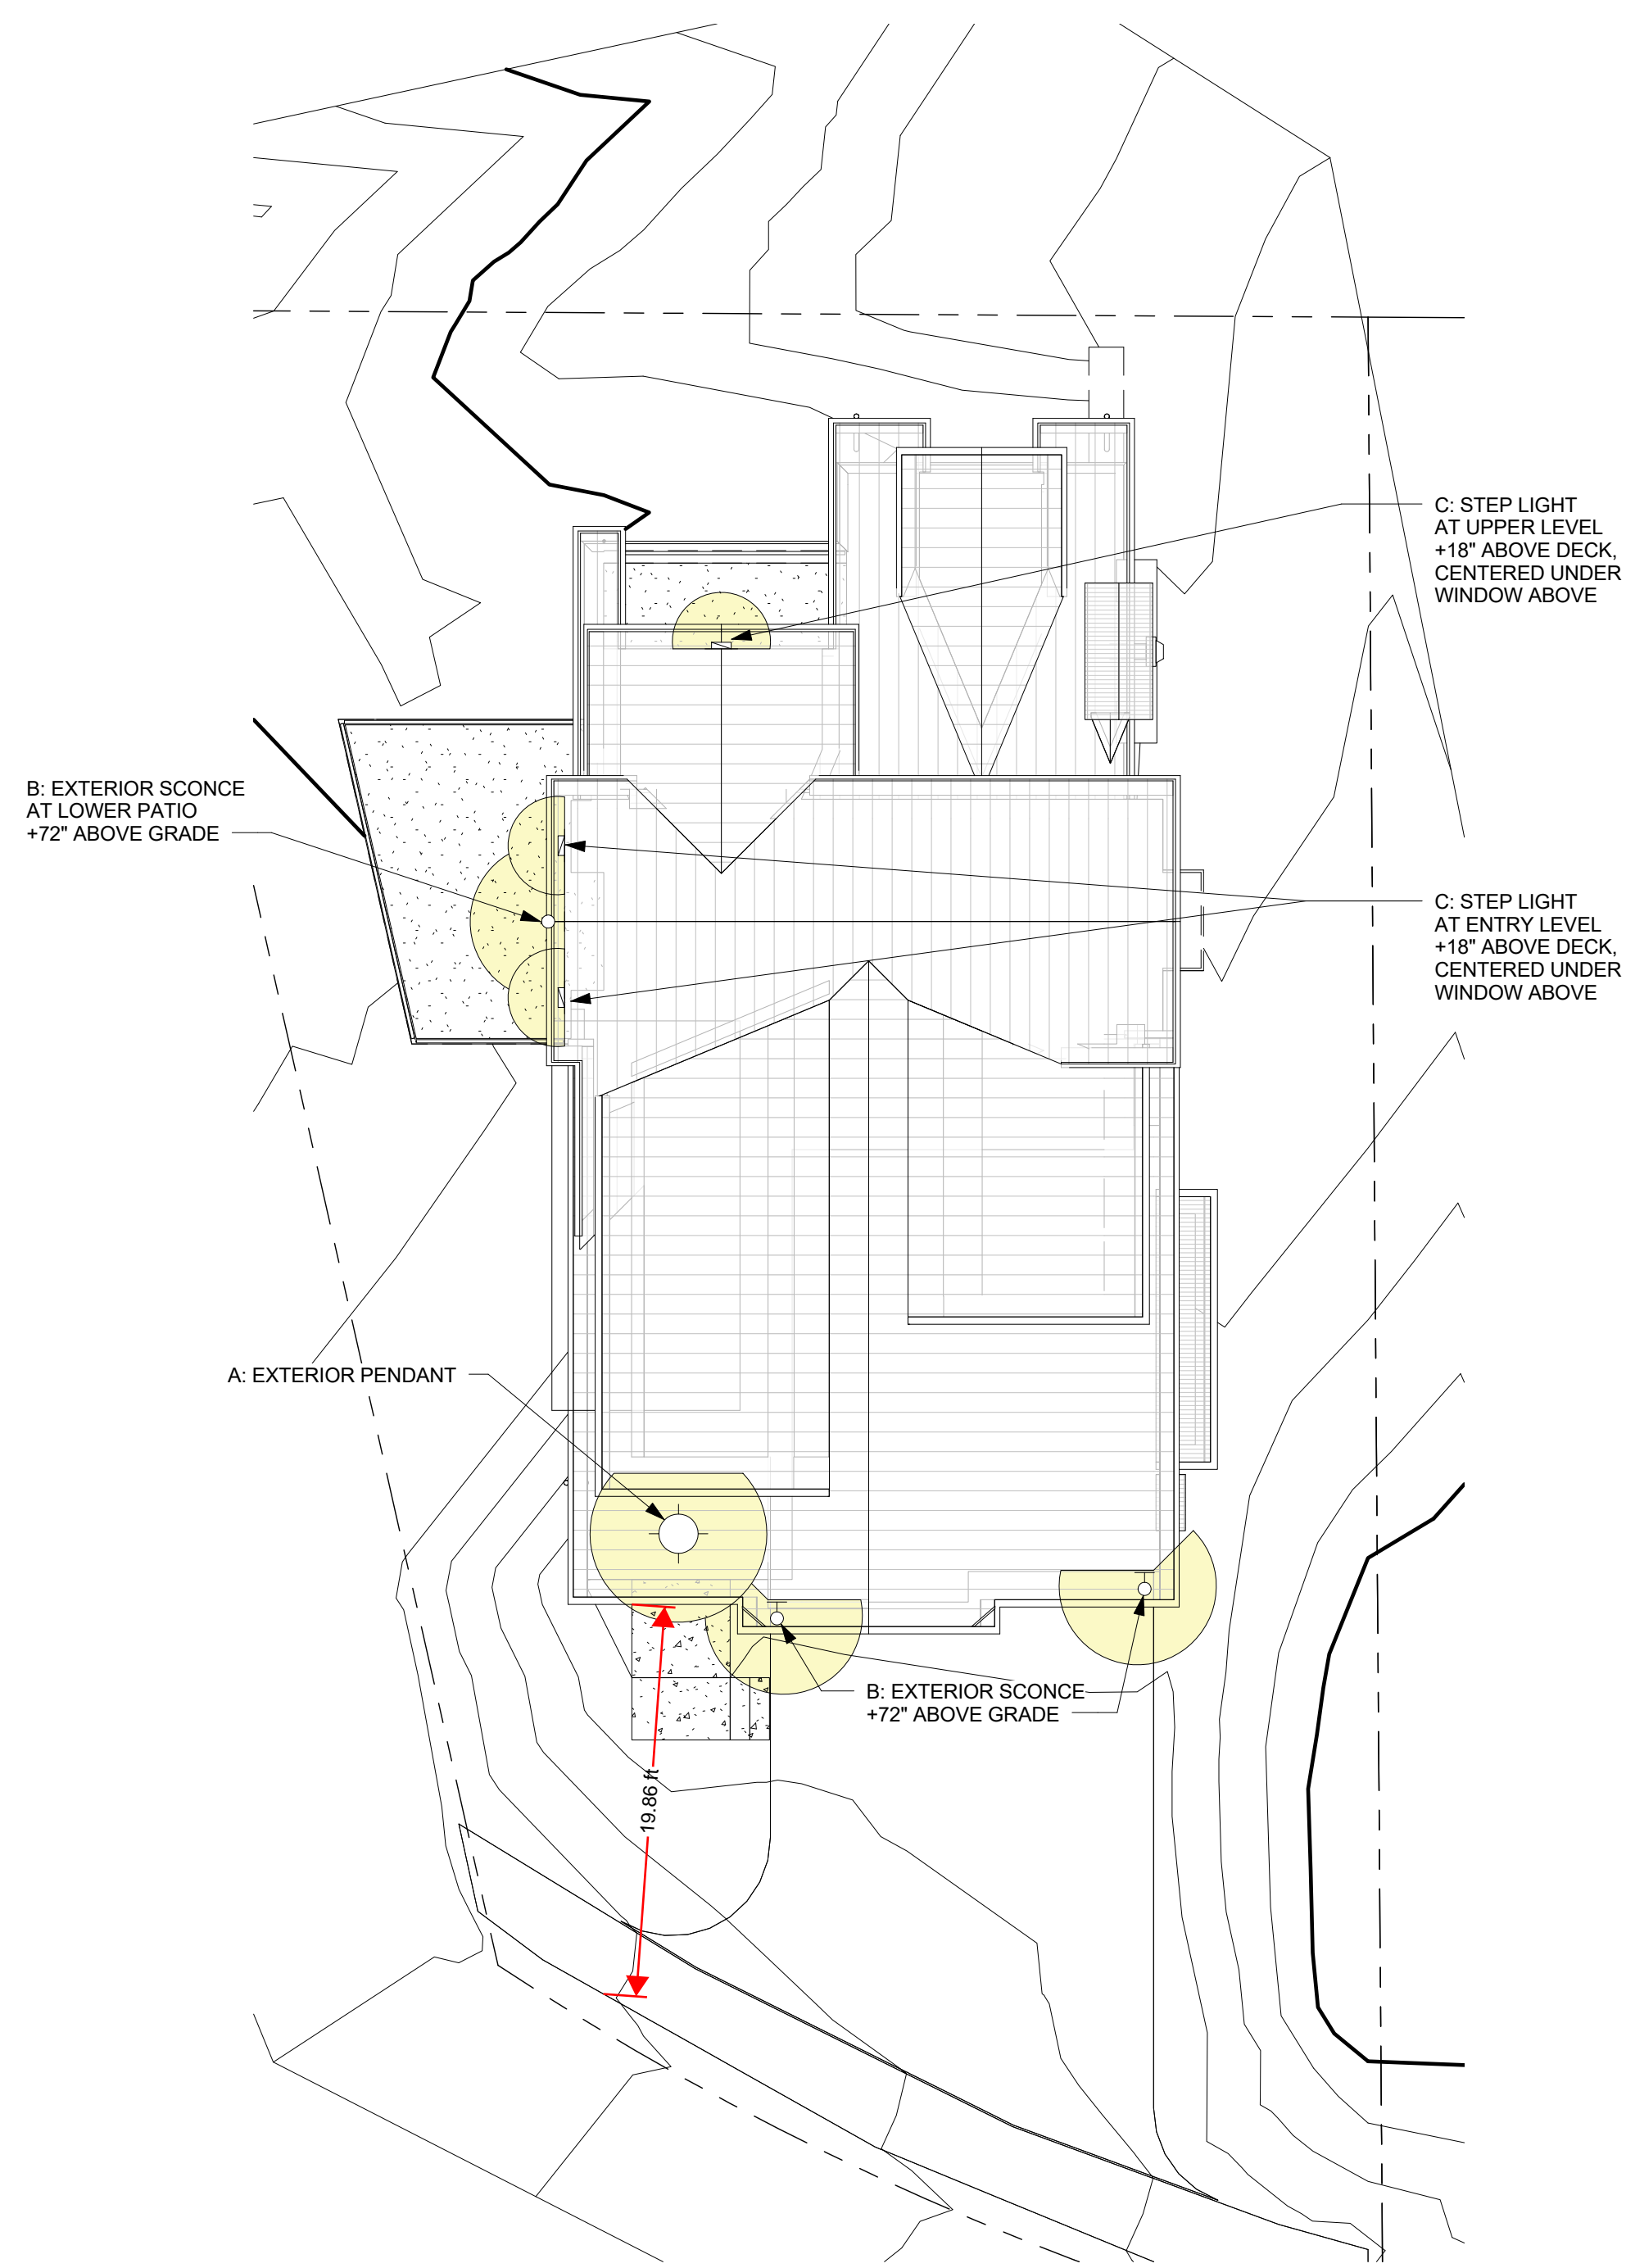 C: STEP LIGHT
AT UPPER LEVEL
+18" ABOVE DECK,
CENTERED UNDER
WINDOW ABOVE
B: EXTERIOR SCONCE
AT LOWER PATIO
+72" ABOVE GRADE
C: STEP LIGHT
AT ENTRY LEVEL
+18" ABOVE DECK,
CENTERED UNDER
WINDOW ABOVE
A: EXTERIOR PENDANT
B: EXTERIOR SCONCE
+72" ABOVE GRADE
19.86 ft